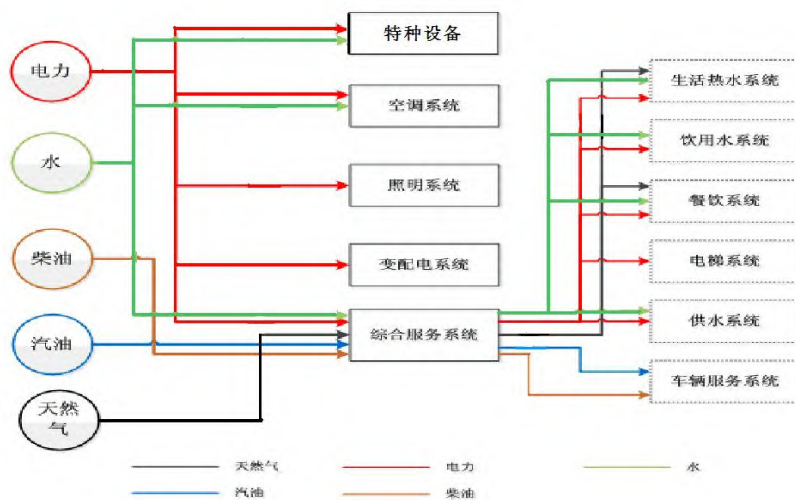 电力
水
柴油
汽油
天然
气
特种设备
空调系统
照明系统
变配电系统
综合服务系统
生活热水系统
饮用水系统
餐饮系统
电梯系统
供水系统
车辆服务系统
天然气
电力
水
汽油
柴油